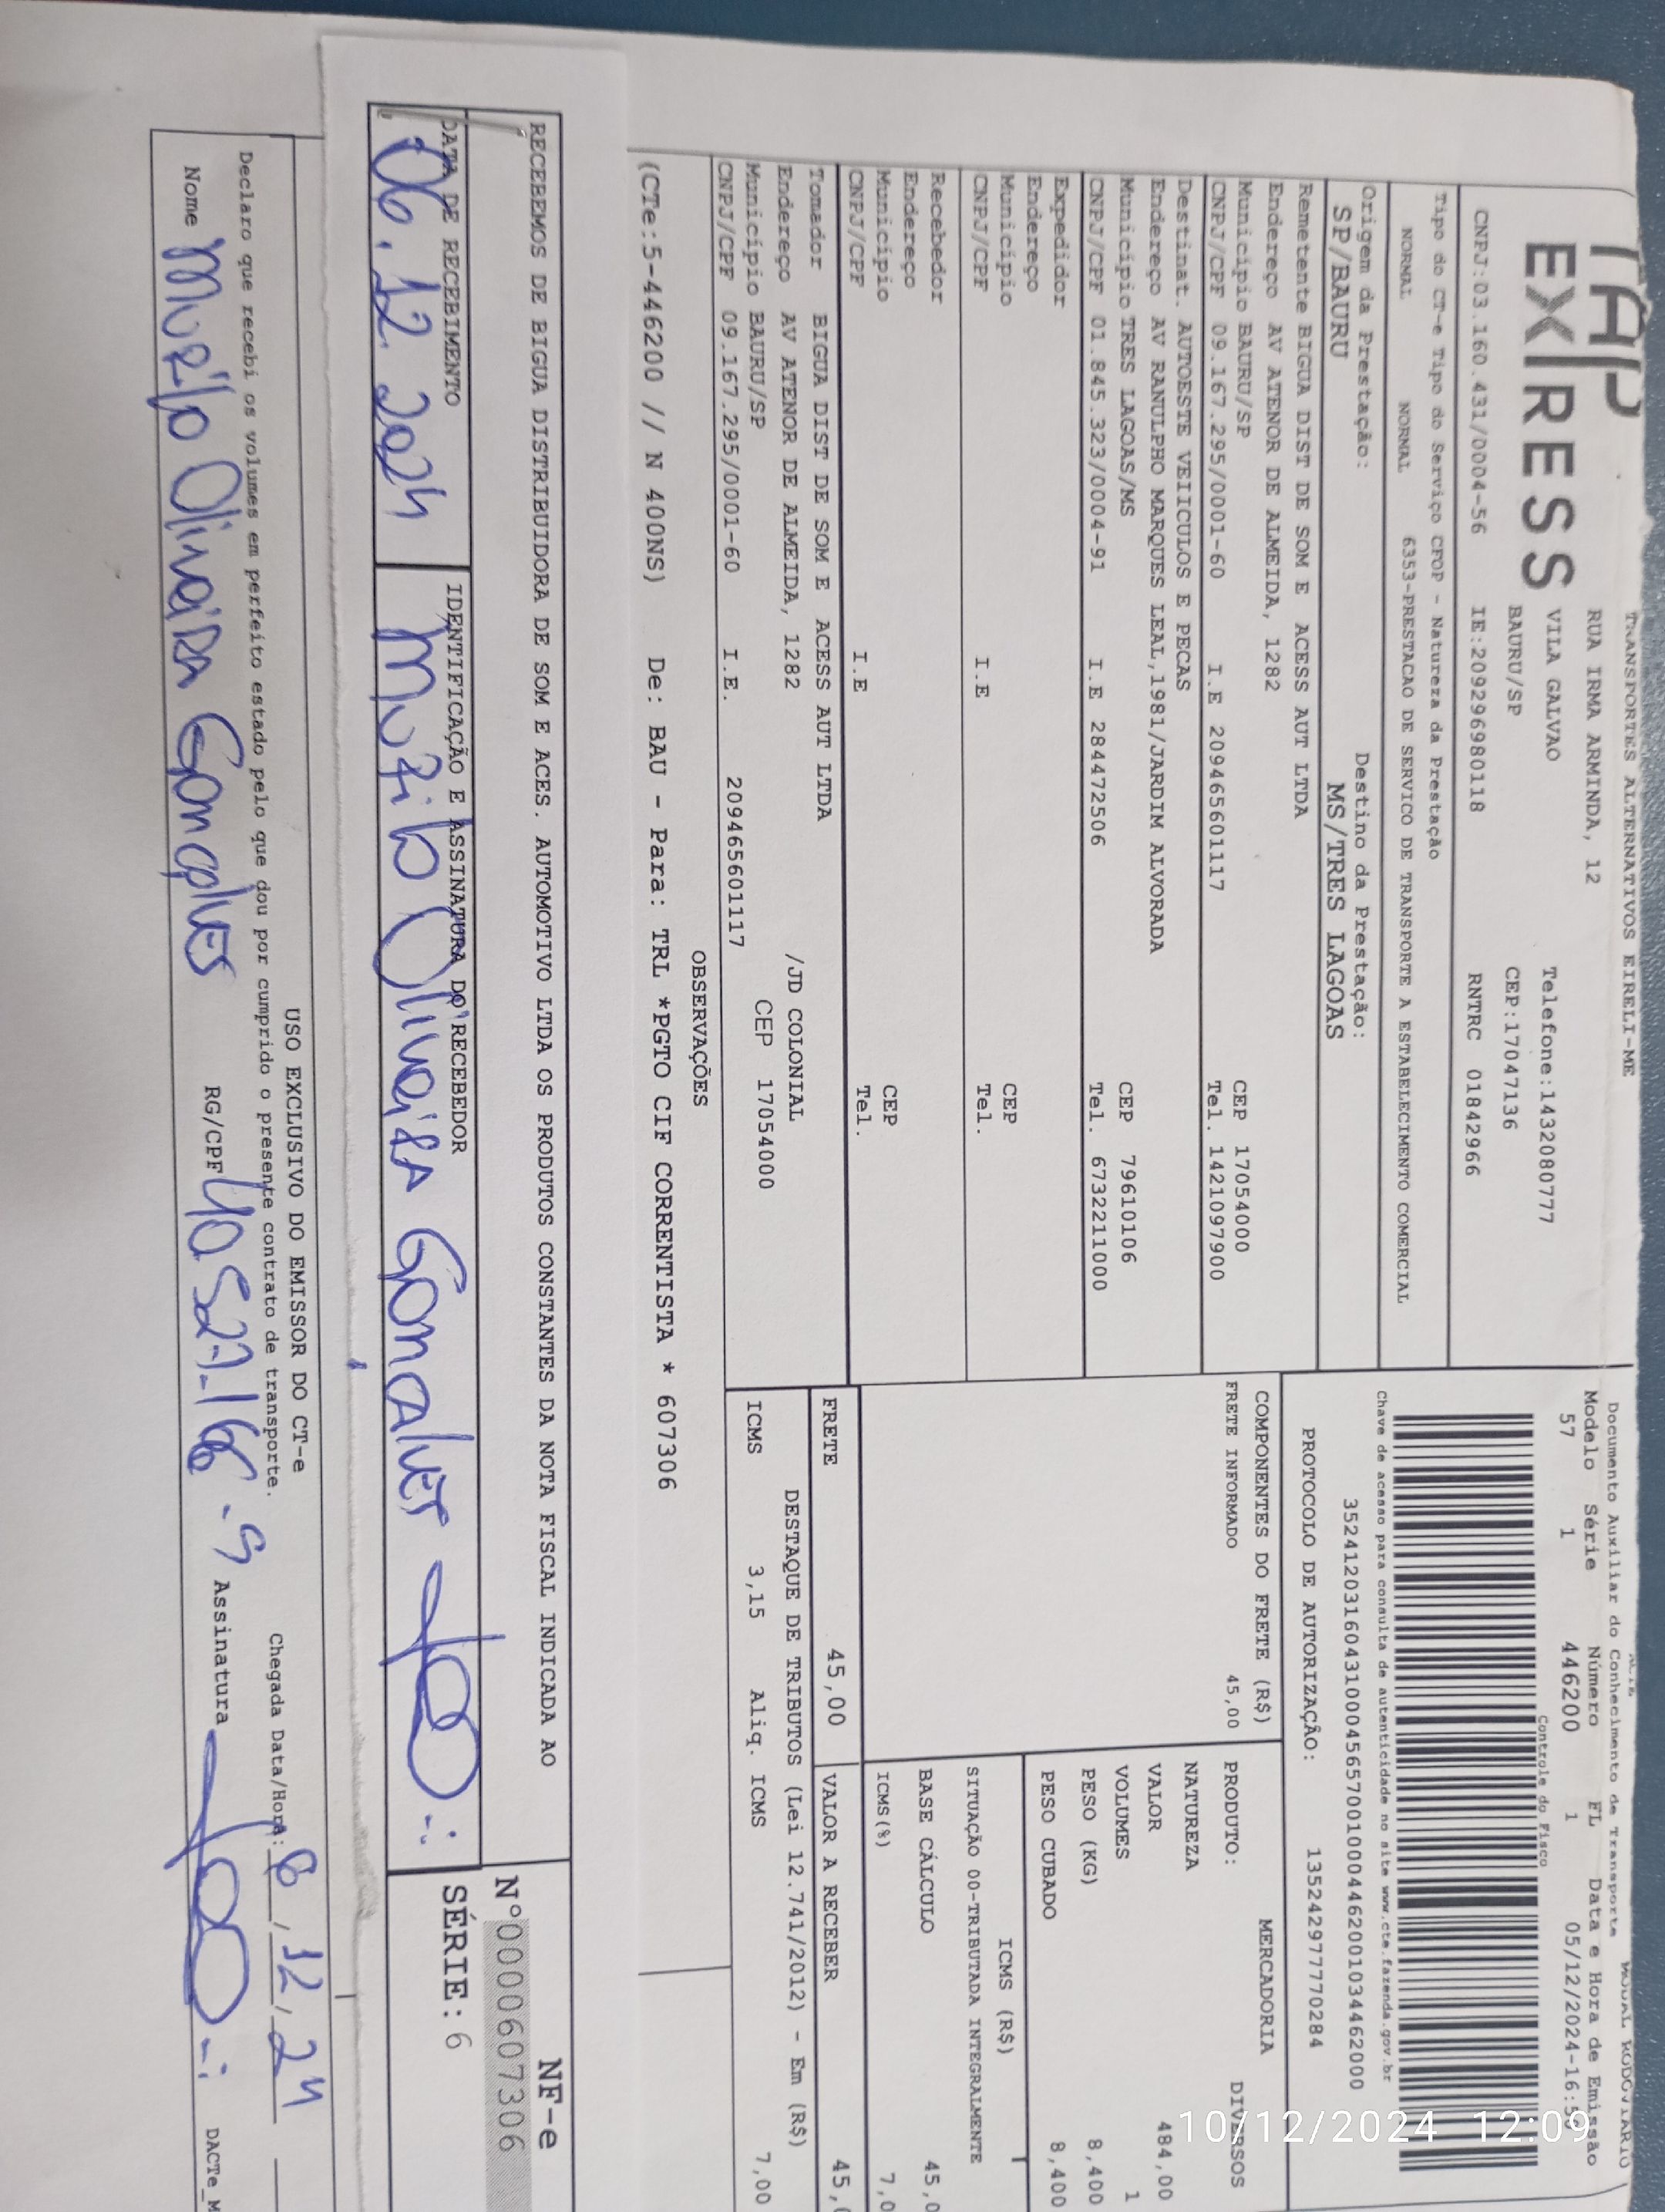 TAP
EXPRESS
TRANSPORTES ALTERNATIVOS EIRELI-ME
RUA IRMA ARMINDA, 12
VILA GALVAO Telefone:1432080777
BAURU/SP CEP:17047136
CNPJ:03.160.431/0004-56 IE:209296980118 RNTRC 01842966
Tipo do CT-e Tipo do Serviço CFOP - Natureza da Prestação
NORMAL NORMAL 6353-PRESTACAO DE SERVICO DE TRANSPORTE A ESTABELECIMENTO COMERCIAL
Origem da Prestação: Destino da Prestação:
SP/BAURU MS/TRES LAGOAS
Remetente BIGUA DIST DE SOM E ACESS AUT LTDA
Endereço AV ATENOR DE ALMEIDA, 1282
Município BAURU/SP CEP 17054000
CNPJ/CPF 09.167.295/0001-60 I.E 209465601117 Tel. 1421097900
Destinat. AUTOESTE VEIICULOS E PECAS
Endereço AV RANULPHO MARQUES LEAL,1981/JARDIM ALVORADA
Município TRES LAGOAS/MS CEP 79610106
CNPJ/CPF 01.845.323/0004-91 I.E 284472506 Tel. 6732211000
Expedidor
Endereço
Município CEP
CNPJ/CPF I.E Tel.
Recebedor
Endereço
Município CEP
CNPJ/CPF I.E Tel.
Tomador BIGUA DIST DE SOM E ACESS AUT LTDA
Endereço AV ATENOR DE ALMEIDA, 1282 /JD COLONIAL
Município BAURU/SP CEP 17054000
CNPJ/CPF 09.167.295/0001-60 I.E. 209465601117
Documento Auxiliar do Conhecimento de Transporte
MODAL RODOVIARIO
Modelo Série Número FL Data e Hora de Emissão
57 1 446200 1 05/12/2024-16:5
Controle do Fisco
Chave de acesso para consulta de autenticidade no site www.cte.fazenda.gov.br
35241203160431000456570010004462001034462000
PROTOCOLO DE AUTORIZAÇÃO: 135242977770284
COMPONENTES DO FRETE (R$)
FRETE INFORMADO 45,00
MERCADORIA
PRODUTO: DIVERSOS
NATUREZA
VALOR 484,00
VOLUMES 1
PESO (KG) 8,400
PESO CUBADO 8,400
ICMS (R$)
SITUAÇÃO 00-TRIBUTADA INTEGRALMENTE
BASE CÁLCULO 45,0
ICMS(%) 7,0
FRETE 45,00 VALOR A RECEBER 45,
DESTAQUE DE TRIBUTOS (Lei 12.741/2012) - Em (R$)
ICMS 3,15 Aliq. ICMS 7,00
OBSERVAÇÕES
(CTe:5-446200 // N 400NS) De: BAU - Para: TRL *PGTO CIF CORRENTISTA * 607306
RECEBEMOS DE BIGUA DISTRIBUIDORA DE SOM E ACES. AUTOMOTIVO LTDA OS PRODUTOS CONSTANTES DA NOTA FISCAL INDICADA AO
NF-e
Nº000607306
SÉRIE:6
DATA DE RECEBIMENTO IDENTIFICAÇÃO E ASSINATURA DO RECEBEDOR
06.12.2024 Murilo Oliveira Gonçalves
USO EXCLUSIVO DO EMISSOR DO CT-e
Declaro que recebi os volumes em perfeito estado pelo que dou por cumprido o presente contrato de transporte. Chegada Data/Hora: 6/12/24
Nome Murilo Oliveira Gonçalves RG/CPF Assinatura
DACTe_M
10/12/2024 12:09